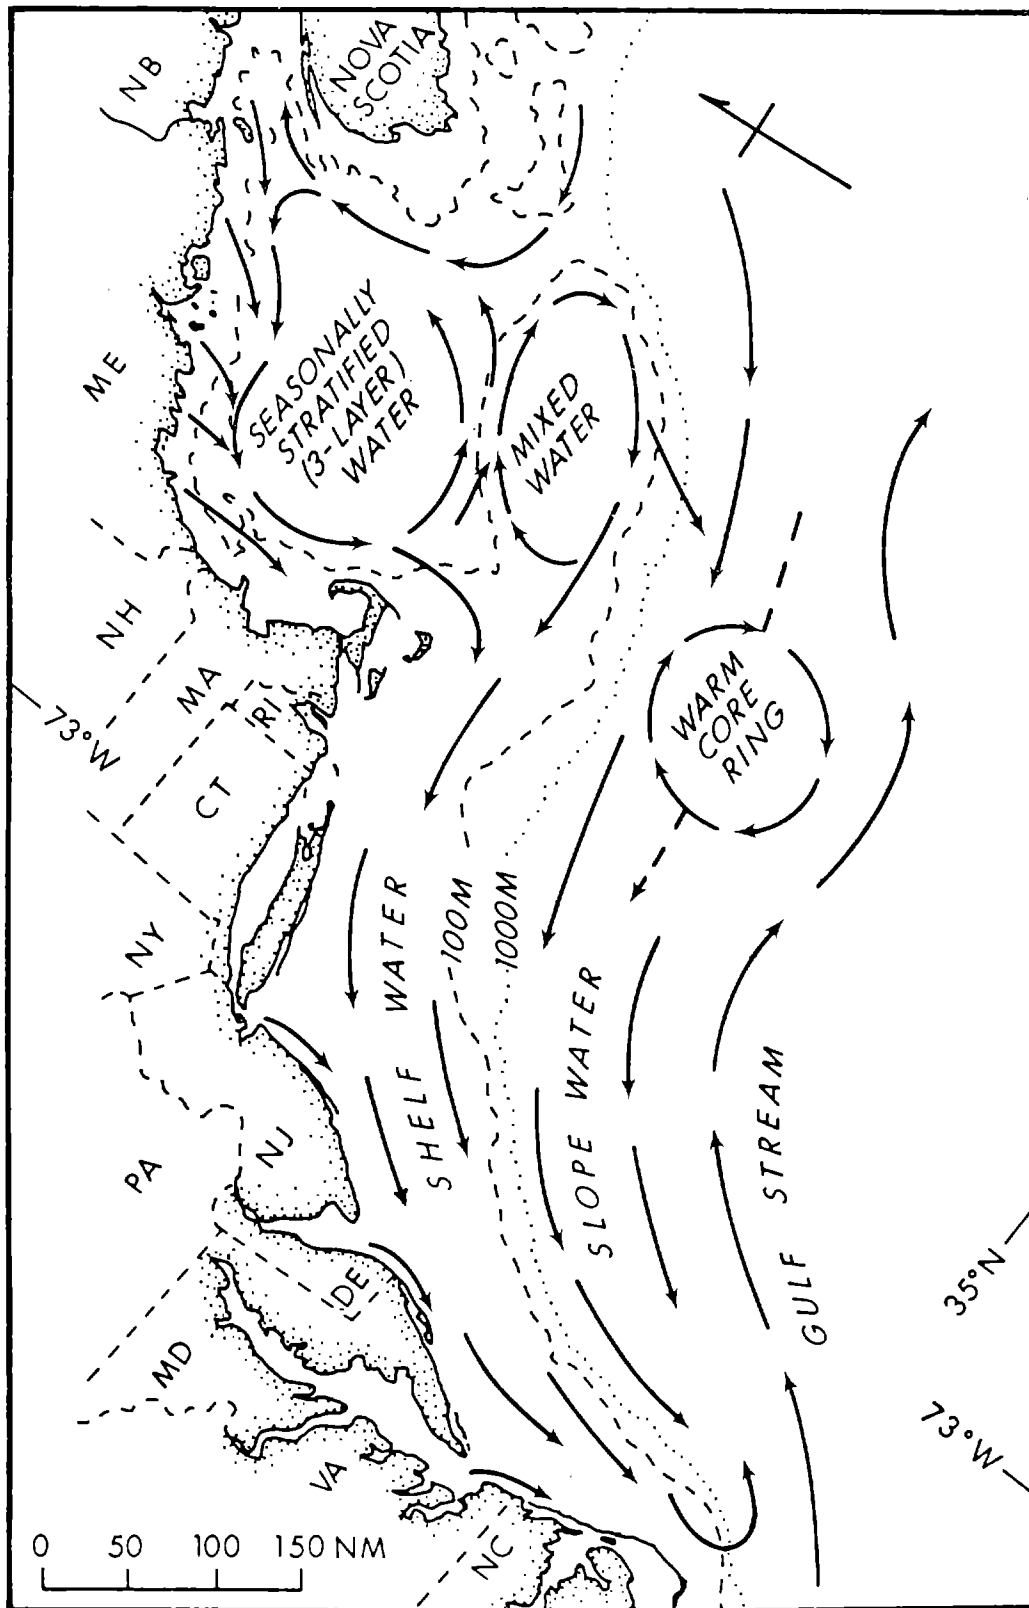 NB
NOVA
SCOTIA
ME
SEASONALLY
STRATIFIED
(3-LAYER)
WATER
MIXED
WATER
NH
MA
RI
73°W
CT
WARM
CORE
RING
NY
SHELF WATER
100M
1000M
SLOPE WATER
GULF STREAM
PA
NJ
DE
MD
VA
NC
35°N
73°W
0 50 100 150 NM